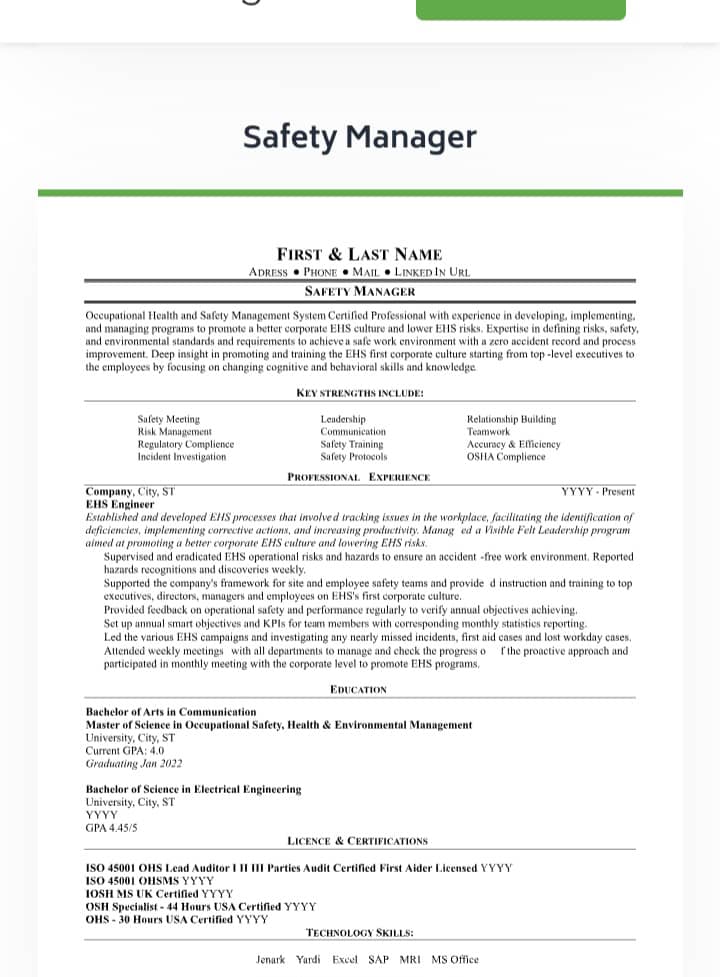 Safety Manager
FIRST & LAST NAME
ADRESS ● PHONE ● MAIL ● LINKED IN URL
SAFETY MANAGER
Occupational Health and Safety Management System Certified Professional with experience in developing, implementing,
and managing programs to promote a better corporate EHS culture and lower EHS risks. Expertise in defining risks, safety,
and environmental standards and requirements to achieve a safe work environment with a zero accident record and process
improvement. Deep insight in promoting and training the EHS first corporate culture starting from top -level executives to
the employees by focusing on changing cognitive and behavioral skills and knowledge.
KEY STRENGTHS INCLUDE:
Safety Meeting Leadership Relationship Building
Risk Management Communication Teamwork
Regulatory Complience Safety Training Accuracy & Efficiency
Incident Investigation Safety Protocols OSHA Complience
PROFESSIONAL EXPERIENCE
Company, City, ST YYYY - Present
EHS Engineer
Established and developed EHS processes that involved tracking issues in the workplace, facilitating the identification of
deficiencies, implementing corrective actions, and increasing productivity. Manag ed a Visible Felt Leadership program
aimed at promoting a better corporate EHS culture and lowering EHS risks.
Supervised and eradicated EHS operational risks and hazards to ensure an accident -free work environment. Reported
hazards recognitions and discoveries weekly.
Supported the company's framework for site and employee safety teams and provide d instruction and training to top
executives, directors, managers and employees on EHS's first corporate culture.
Provided feedback on operational safety and performance regularly to verify annual objectives achieving.
Set up annual smart objectives and KPIs for team members with corresponding monthly statistics reporting.
Led the various EHS campaigns and investigating any nearly missed incidents, first aid cases and lost workday cases.
Attended weekly meetings with all departments to manage and check the progress o f the proactive approach and
participated in monthly meeting with the corporate level to promote EHS programs.
EDUCATION
Bachelor of Arts in Communication
Master of Science in Occupational Safety, Health & Environmental Management
University, City, ST
Current GPA: 4.0
Graduating Jan 2022
Bachelor of Science in Electrical Engineering
University, City, ST
YYYY
GPA 4.45/5
LICENCE & CERTIFICATIONS
ISO 45001 OHS Lead Auditor I II III Parties Audit Certified First Aider Licensed YYYY
ISO 45001 OHSMS YYYY
IOSH MS UK Certified YYYY
OSH Specialist - 44 Hours USA Certified YYYY
OHS - 30 Hours USA Certified YYYY
TECHNOLOGY SKILLS:
Jenark Yardi Excel SAP MRI MS Office